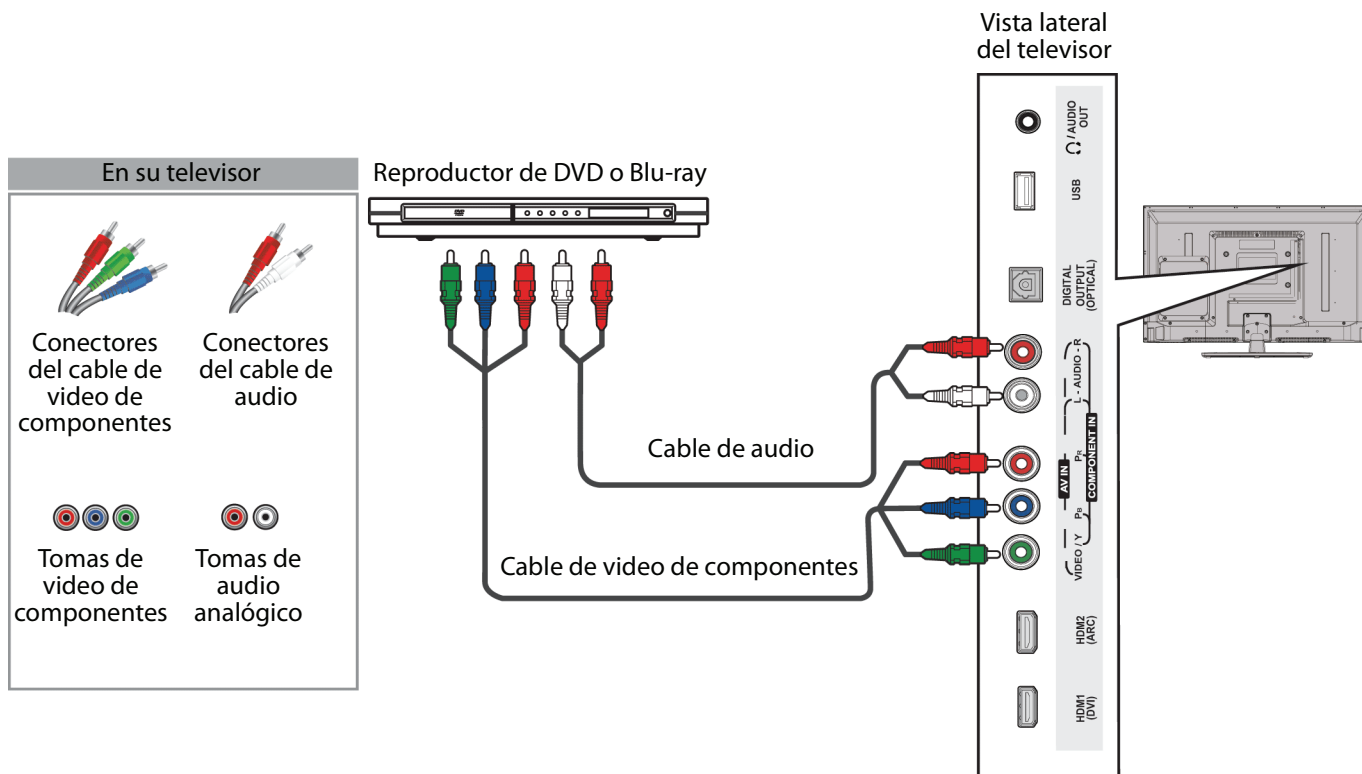 Vista lateral
del televisor
En su televisor
Conectores
del cable de
video de
componentes
Conectores
del cable de
audio
Tomas de
video de
componentes
Tomas de
audio
analógico
Reproductor de DVD o Blu-ray
DVD
Cable de audio
Cable de video de componentes
/ AUDIO
OUT
USB
DIGITAL
OUTPUT
(OPTICAL)
L - AUDIO - R
AV IN
COMPONENT IN
PR
PB
VIDEO / Y
HDM2
(ARC)
HDM1
(DVI)